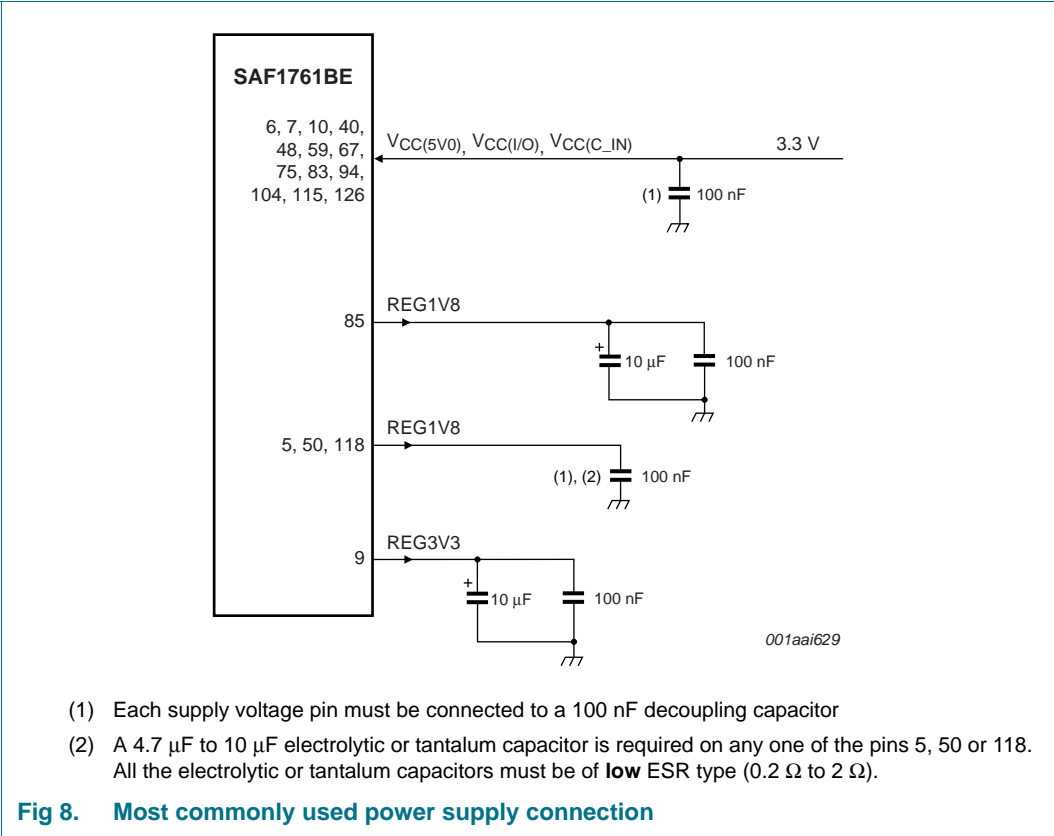 SAF1761BE
6, 7, 10, 40,
48, 59, 67,
75, 83, 94,
104, 115, 126
VCC(5V0), VCC(I/O), VCC(C_IN)
3.3 V
(1)
100 nF
85
REG1V8
+
10 μF
100 nF
5, 50, 118
REG1V8
(1), (2)
100 nF
9
REG3V3
+
10 μF
100 nF
001aai629
(1) Each supply voltage pin must be connected to a 100 nF decoupling capacitor
(2) A 4.7 μF to 10 μF electrolytic or tantalum capacitor is required on any one of the pins 5, 50 or 118.
All the electrolytic or tantalum capacitors must be of low ESR type (0.2 Ω to 2 Ω).
Fig 8. Most commonly used power supply connection